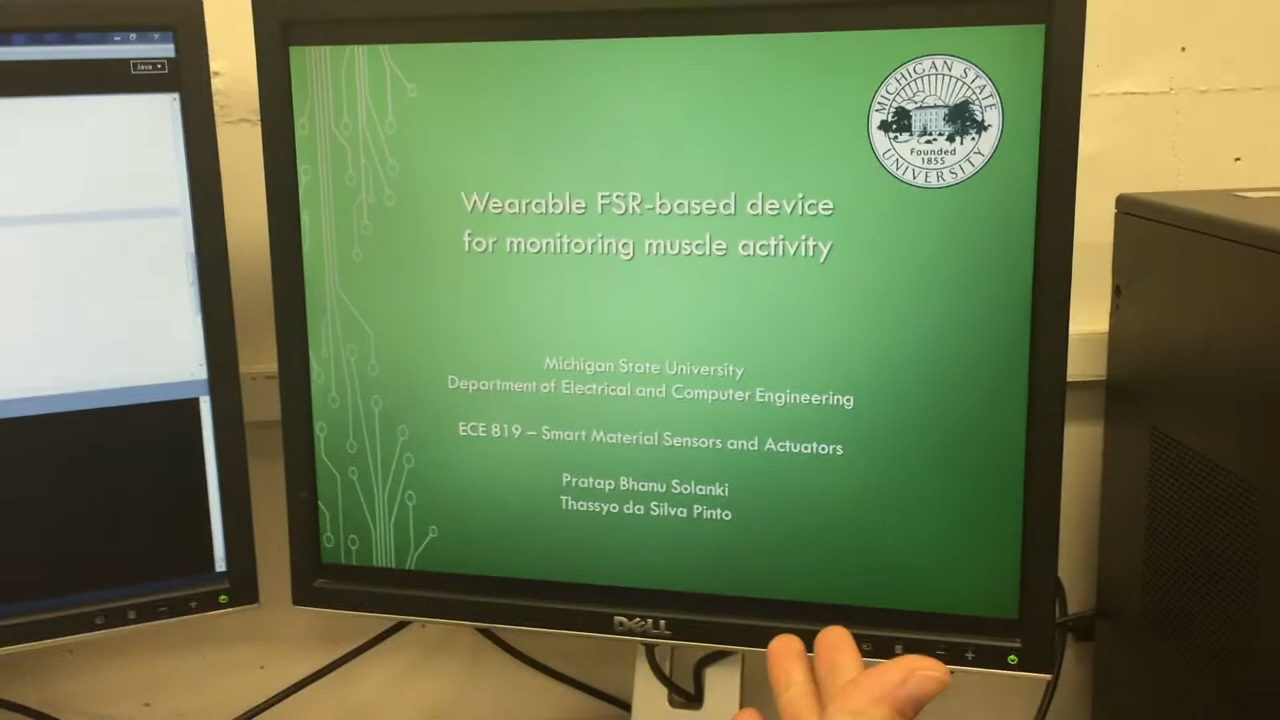 Java
MICHIGAN STATE
UNIVERSITY
Founded
1855
Wearable FSR-based device
for monitoring muscle activity
Michigan State University
Department of Electrical and Computer Engineering
ECE 819 – Smart Material Sensors and Actuators
Pratap Bhanu Solanki
Thassyo da Silva Pinto
DELL